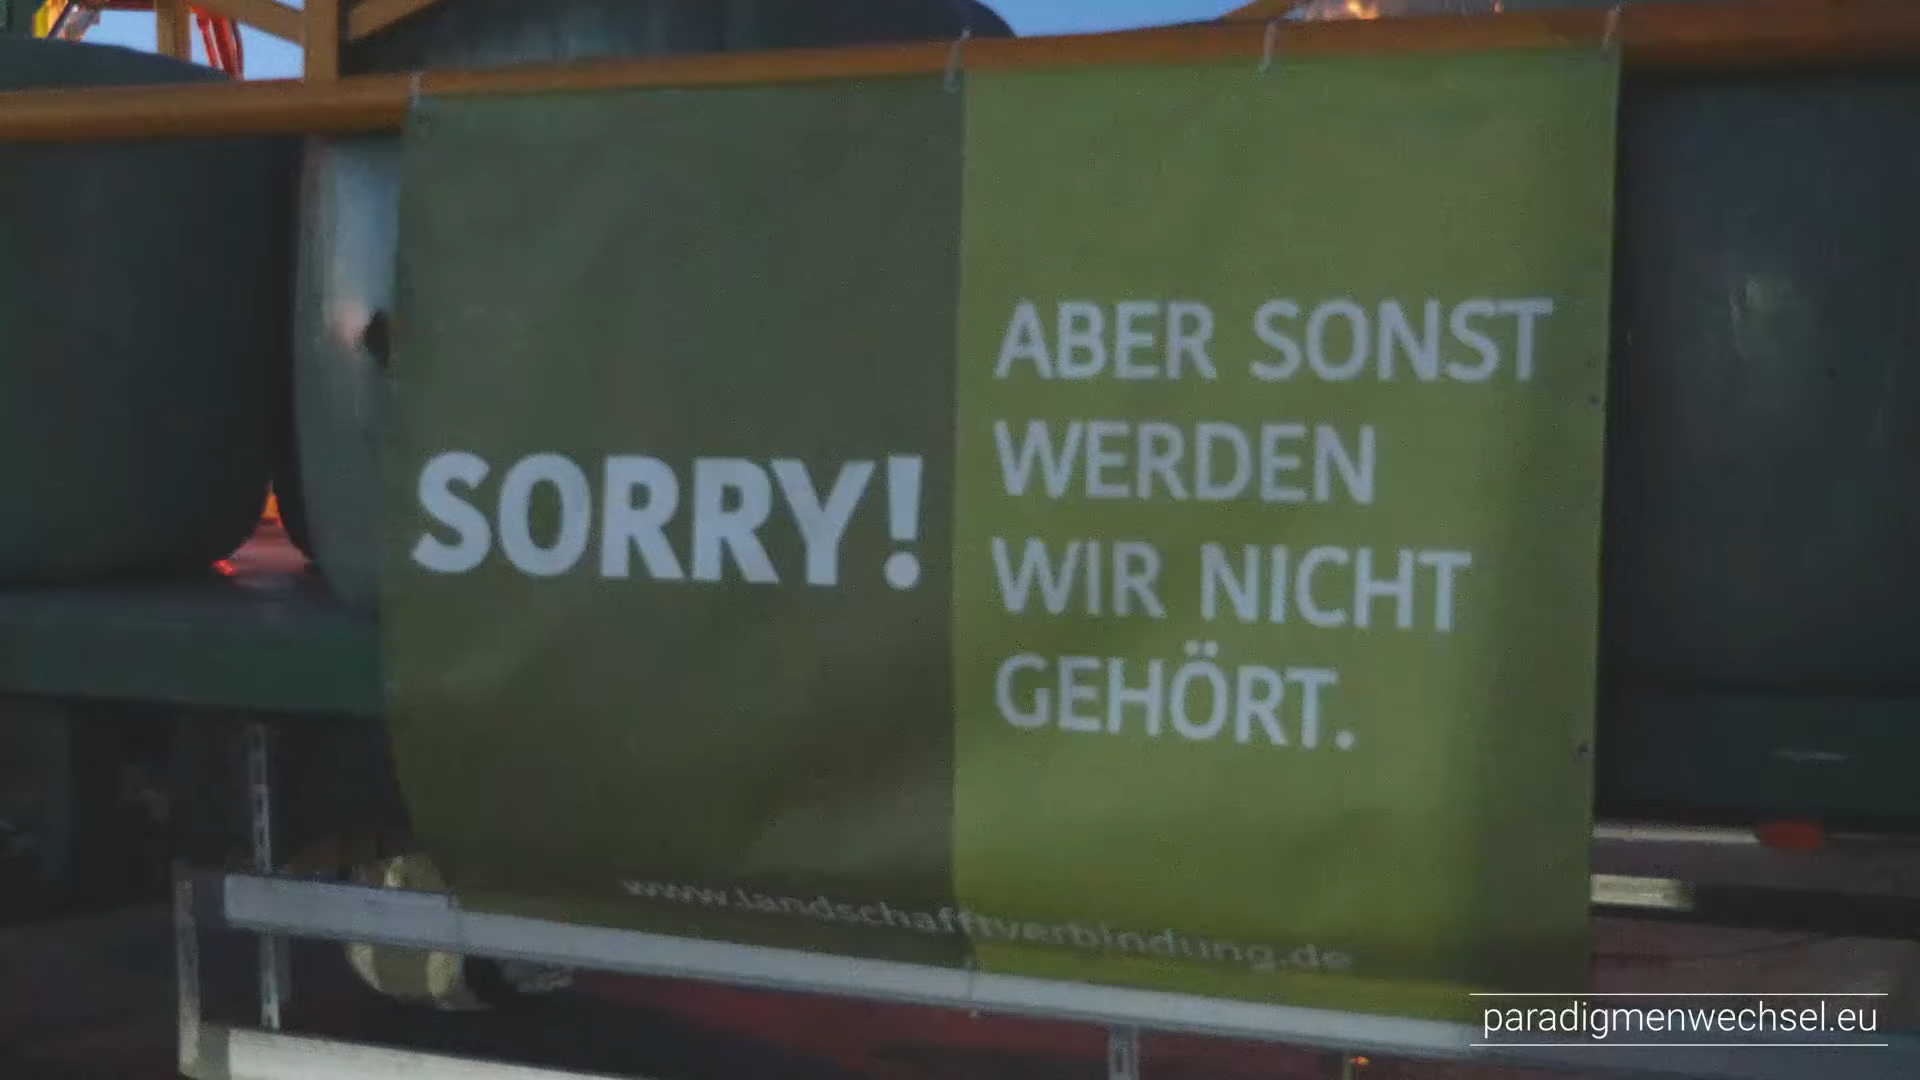 SORRY!
ABER SONST
WERDEN
WIR NICHT
GEHÖRT.
www.landschafftverbindung.de
paradigmenwechsel.eu